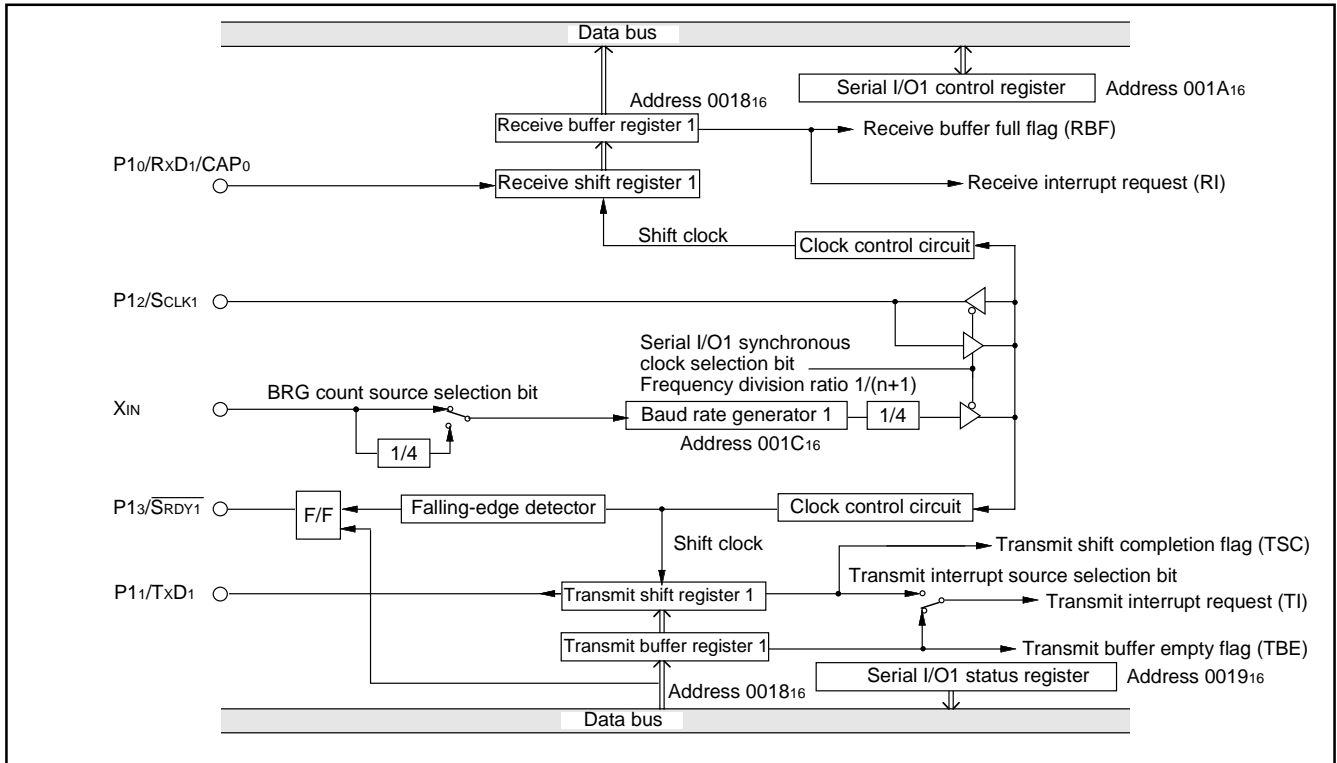 Data bus
Serial I/O1 control register
Address 001A16
Address 001816
Receive buffer register 1
Receive buffer full flag (RBF)
P10/RXD1/CAP0
Receive shift register 1
Receive interrupt request (RI)
Shift clock
Clock control circuit
P12/SCLK1
Serial I/O1 synchronous
clock selection bit
Frequency division ratio 1/(n+1)
BRG count source selection bit
XIN
Baud rate generator 1
1/4
Address 001C16
1/4
P13/SRDY1
F/F
Falling-edge detector
Clock control circuit
Shift clock
Transmit shift completion flag (TSC)
Transmit interrupt source selection bit
P11/TXD1
Transmit shift register 1
Transmit interrupt request (TI)
Transmit buffer register 1
Transmit buffer empty flag (TBE)
Address 001816
Serial I/O1 status register
Address 001916
Data bus